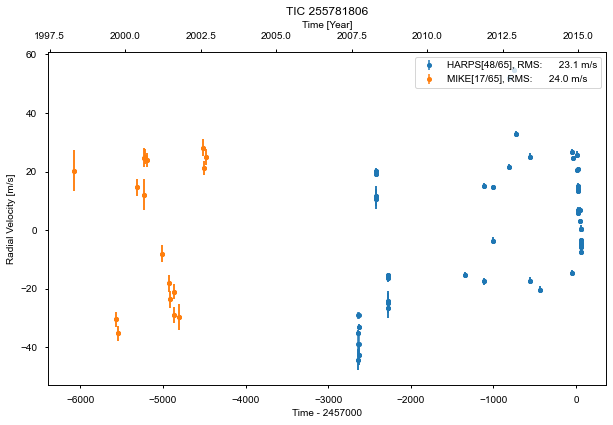 TIC 255781806
Time [Year]
1997.5 2000.0 2002.5 2005.0 2007.5 2010.0 2012.5 2015.0
HARPS[48/65], RMS: 23.1 m/s
MIKE[17/65], RMS: 24.0 m/s
60
40
20
0
−20
−40
Radial Velocity [m/s]
−6000 −5000 −4000 −3000 −2000 −1000 0
Time - 2457000